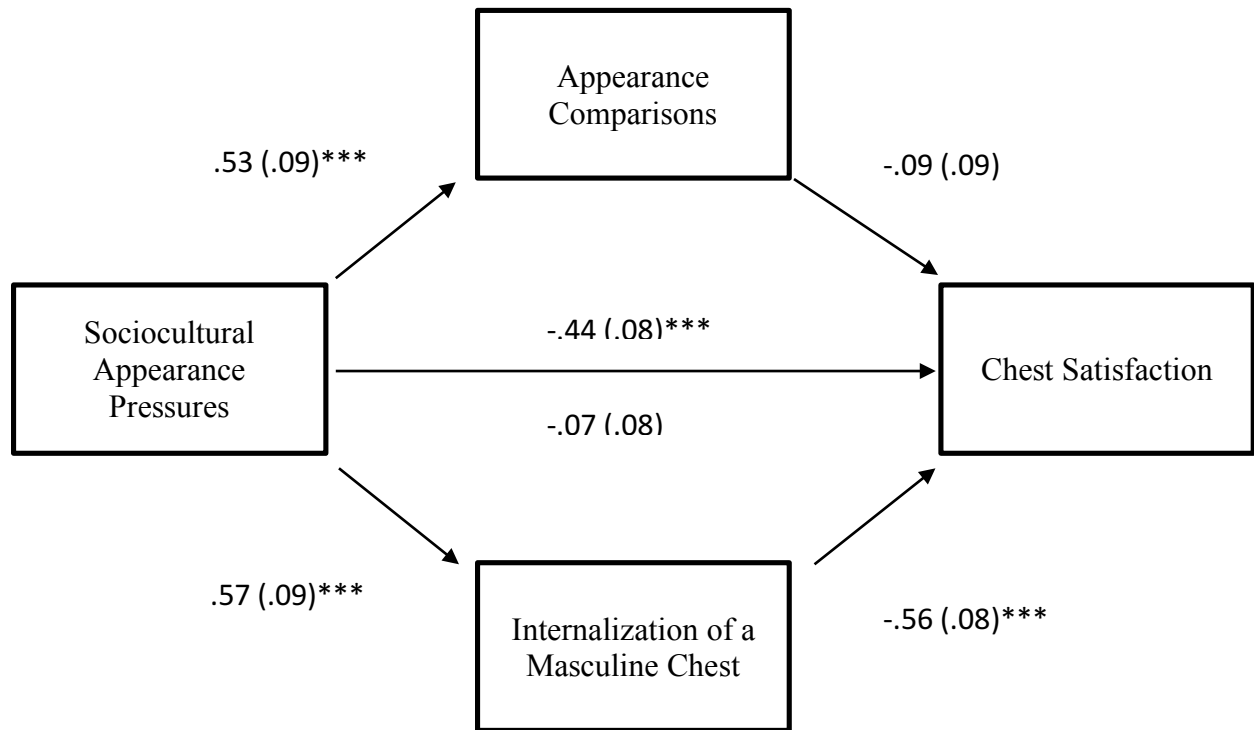 Appearance
Comparisons
.53 (.09)***
-.09 (.09)
Sociocultural
Appearance
Pressures
-.44 (.08)***
-.07 (.08)
Chest Satisfaction
.57 (.09)***
Internalization of a
Masculine Chest
-.56 (.08)***